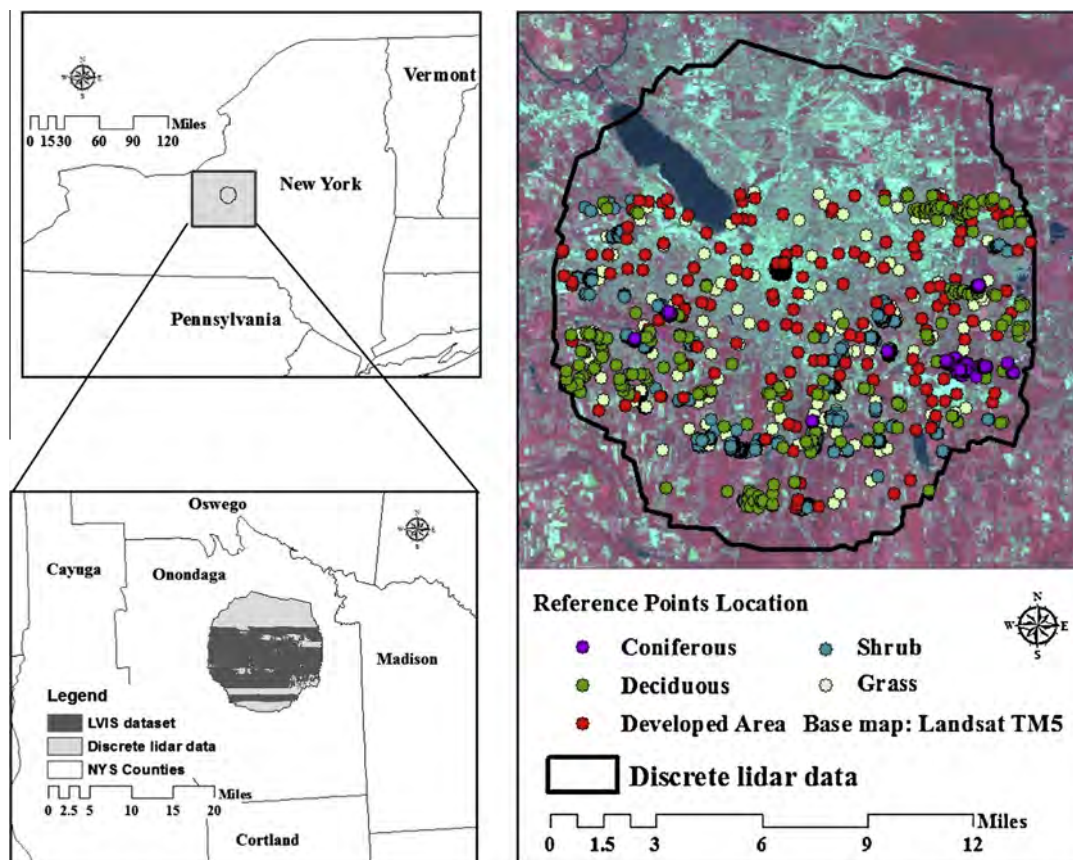 Vermont
N
W E
S
Miles
0 15 30 60 90 120
New York
Pennsylvania
Oswego
N
W E
S
Cayuga
Onondaga
Madison
Legend
LVIS dataset
Discrete lidar data
NYS Counties
Miles
0 2.5 5 10 15 20
Cortland
Reference Points Location
N
W E
S
Coniferous
Shrub
Deciduous
Grass
Developed Area
Base map: Landsat TM5
Discrete lidar data
Miles
0 1.5 3 6 9 12